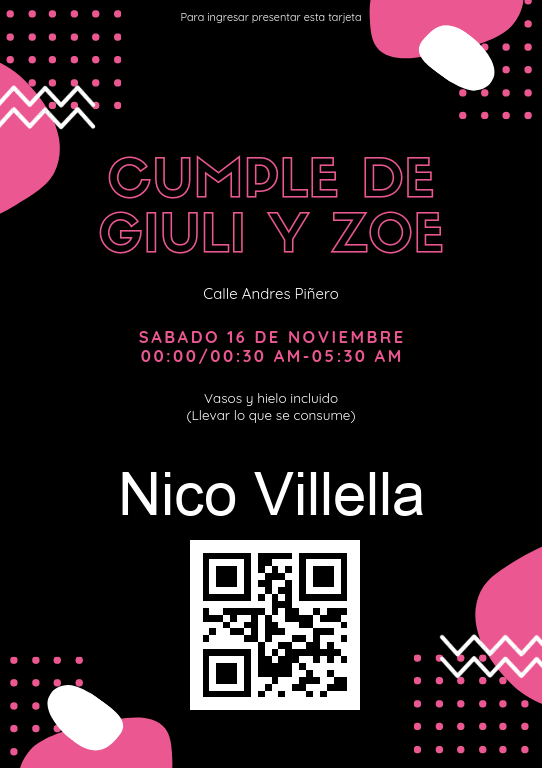 Para ingresar presentar esta tarjeta
CUMPLE DE
GIULI Y ZOE
Calle Andres Piñero
SABADO 16 DE NOVIEMBRE
00:00/00:30 AM-05:30 AM
Vasos y hielo incluido
(Llevar lo que se consume)
Nico Villella